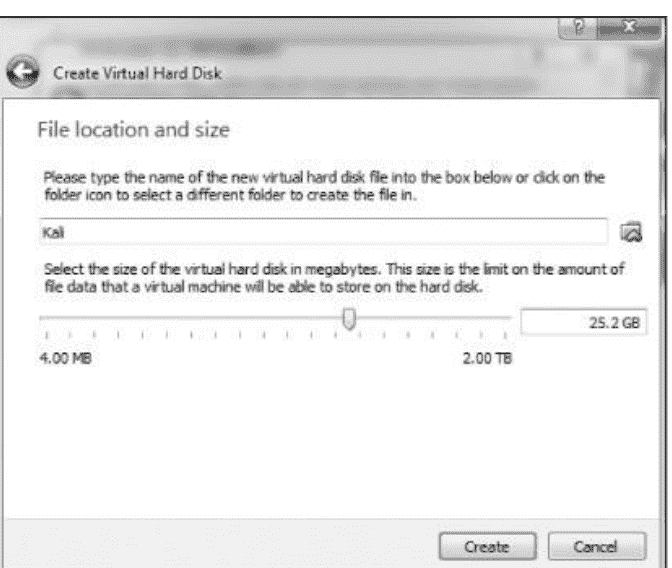 Create Virtual Hard Disk
File location and size
Please type the name of the new virtual hard disk file into the box below or click on the
folder icon to select a different folder to create the file in.
Kali
Select the size of the virtual hard disk in megabytes. This size is the limit on the amount of
file data that a virtual machine will be able to store on the hard disk.
25.2 GB
4.00 MB 2.00 TB
Create Cancel